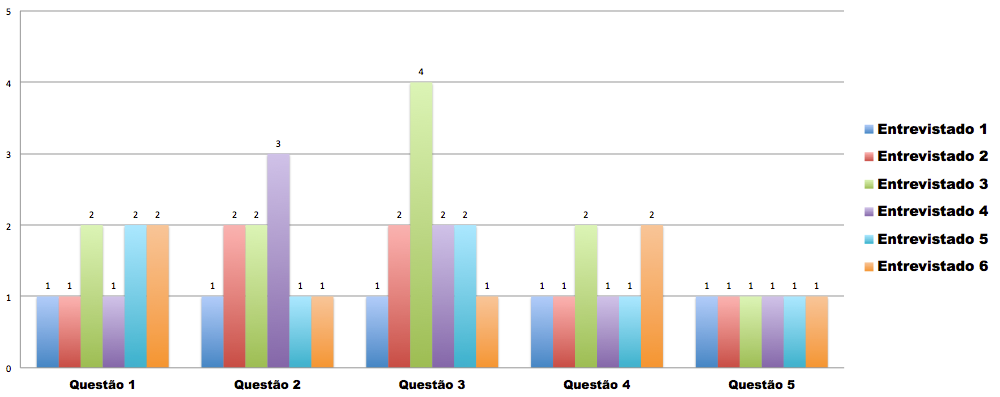 5
4
3
2
1
0
1 1 2 1 2 2
1 2 2 3 1 1
1 2 4 2 2 1
1 1 2 1 1 2
1 1 1 1 1 1
Questão 1
Questão 2
Questão 3
Questão 4
Questão 5
Entrevistado 1
Entrevistado 2
Entrevistado 3
Entrevistado 4
Entrevistado 5
Entrevistado 6